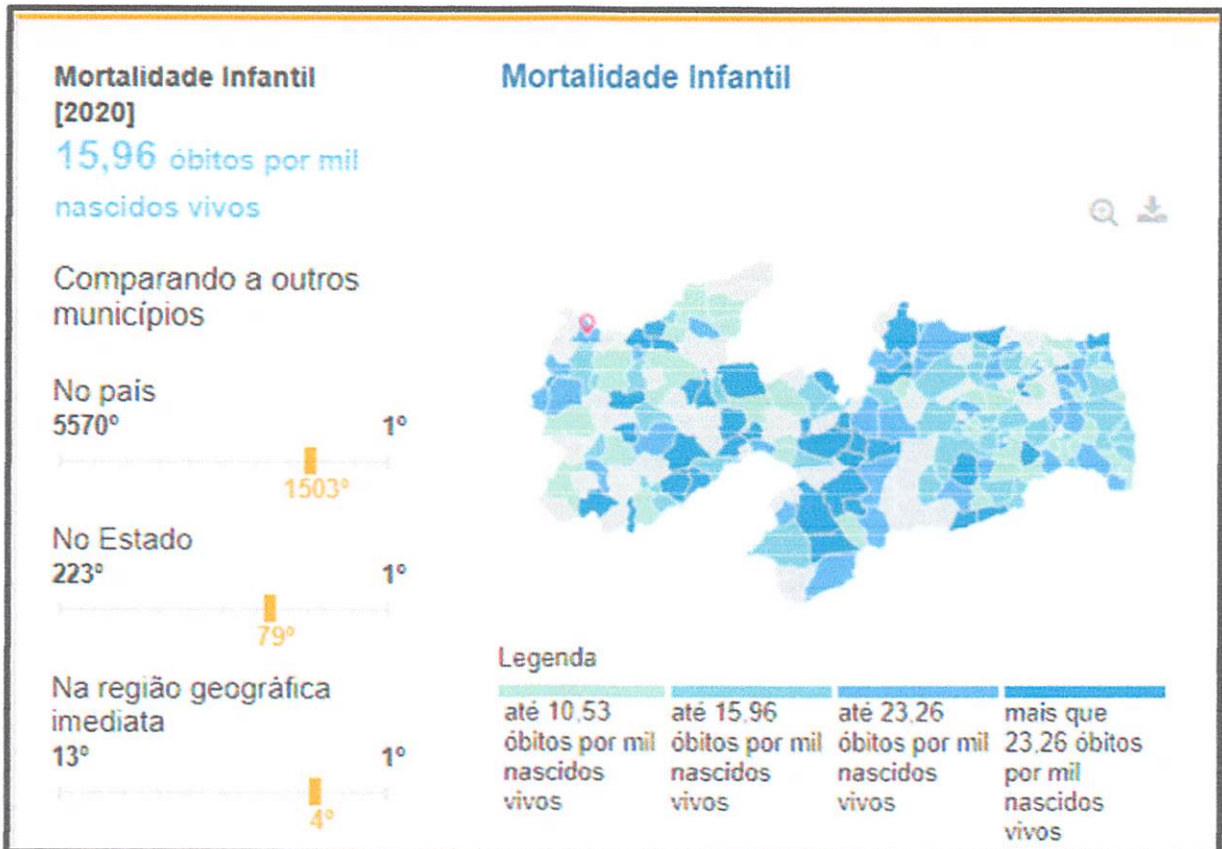 Mortalidade Infantil
[2020]
15,96 óbitos por mil
nascidos vivos
Comparando a outros
municípios
No país
5570º 1º
1503º
No Estado
223º 1º
79º
Na região geográfica
imediata
13º 1º
4º
Mortalidade Infantil
Legenda
até 10,53
óbitos por mil
nascidos
vivos
até 15,96
óbitos por mil
nascidos
vivos
até 23,26
óbitos por mil
nascidos
vivos
mais que
23,26 óbitos
por mil
nascidos
vivos